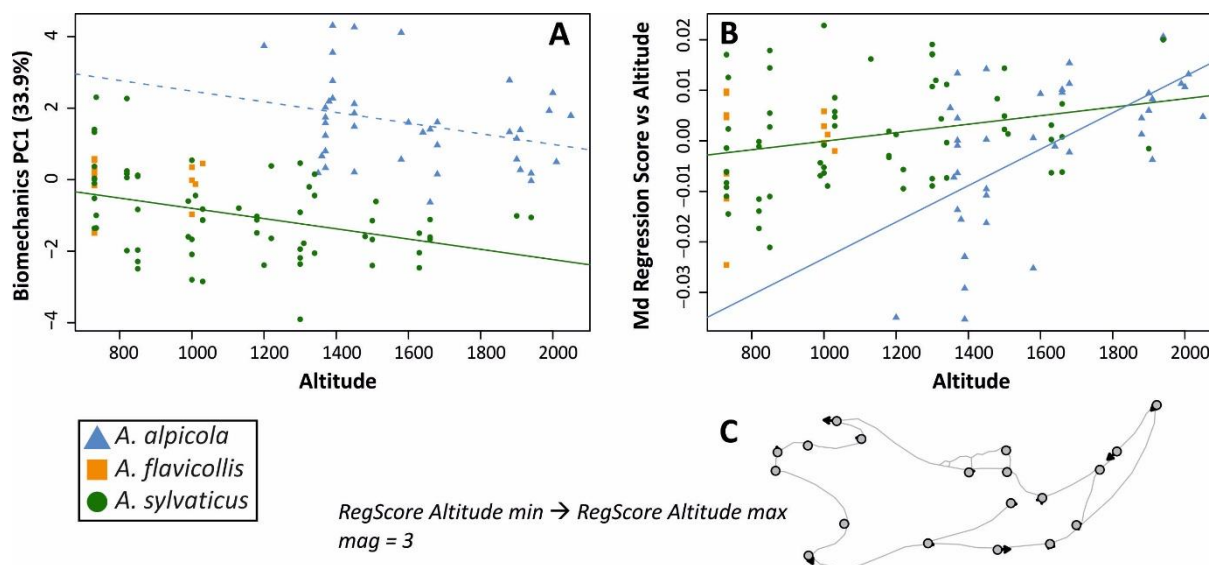 A
B
Biomechanics PC1 (33.9%)
4
2
0
−2
−4
800 1000 1200 1400 1600 1800 2000
Altitude
Md Regression Score vs Altitude
0.02
0.01
0.00
−0.01
−0.02
−0.03
800 1000 1200 1400 1600 1800 2000
Altitude
A. alpicola
A. flavicollis
A. sylvaticus
RegScore Altitude min → RegScore Altitude max
mag = 3
C